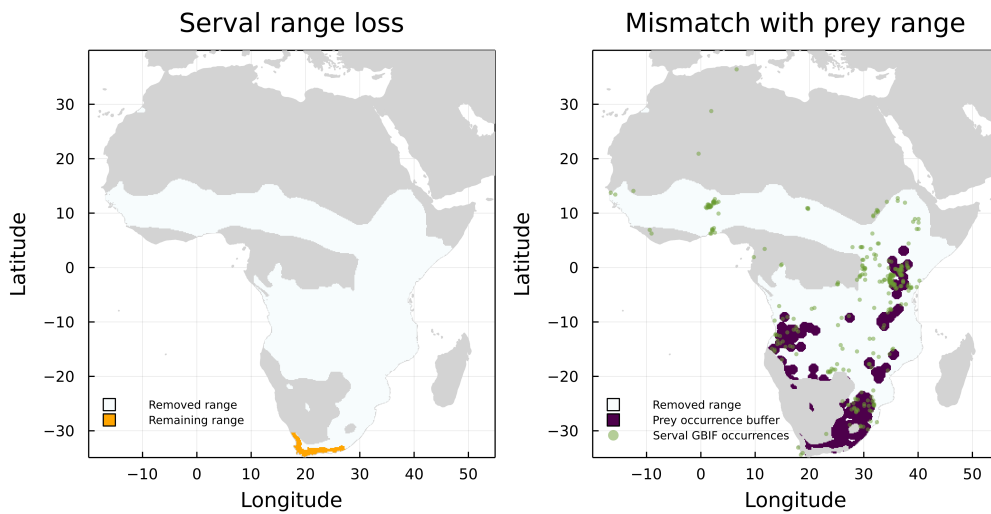 Serval range loss
Mismatch with prey range
Latitude
30
20
10
0
−10
−20
−30
Removed range
Remaining range
−10
0
10
20
30
40
50
Longitude
Latitude
30
20
10
0
−10
−20
−30
Removed range
Prey occurrence buffer
Serval GBIF occurrences
−10
0
10
20
30
40
50
Longitude